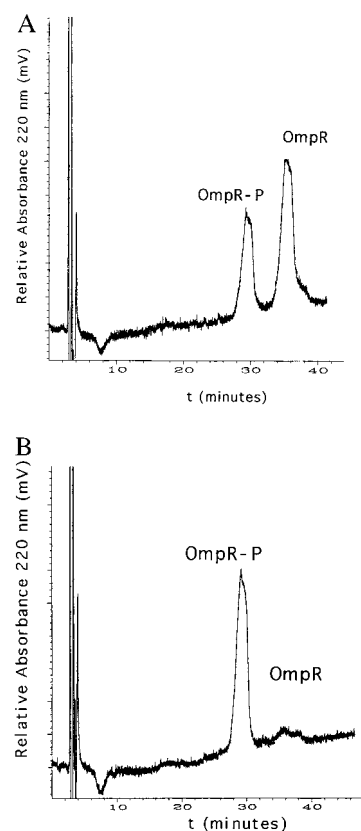 A
Relative Absorbance 220 nm (mV)
OmpR-P
OmpR
10 20 30 40
t (minutes)
B
Relative Absorbance 220 nm (mV)
OmpR-P
OmpR
10 20 30 40
t (minutes)